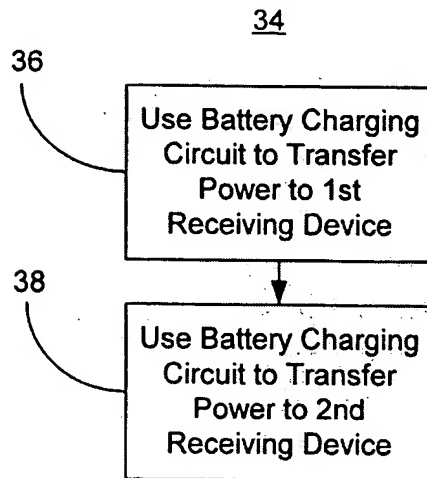 34
36
Use Battery Charging
Circuit to Transfer
Power to 1st
Receiving Device
38
Use Battery Charging
Circuit to Transfer
Power to 2nd
Receiving Device